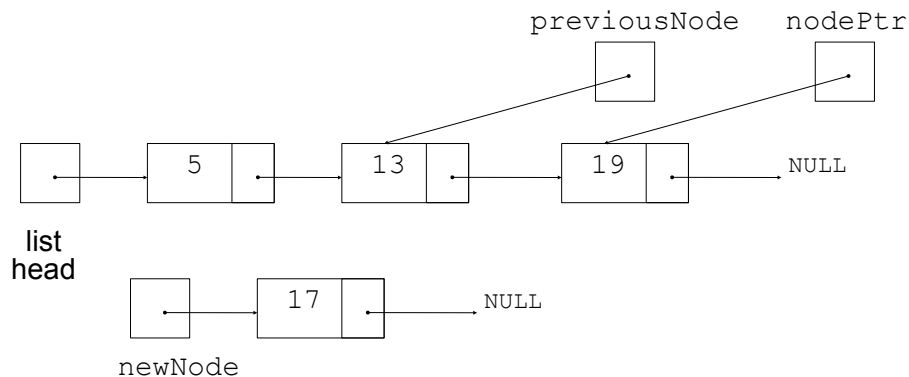 previousNode nodePtr
5 13 19 NULL
list
head
17 NULL
newNode